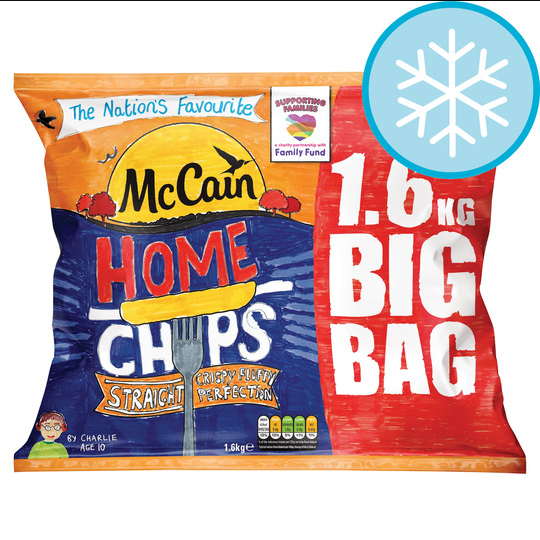 The Nation's Favourite
SUPPORTING
FAMILIES
a charity partnership with
Family Fund
McCain
HOME
CHIPS
STRAIGHT
CRISPY FLUFFY
PERFECTION
BY CHARLIE
AGE 10
1.6kg℮
1.6KG
BIG
BAG